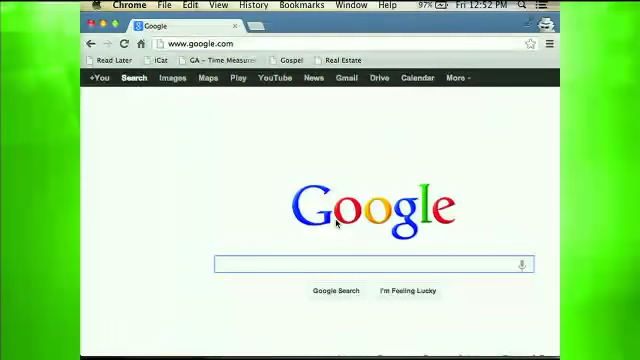 Chrome File Edit View History Bookmarks Window Help 97% Fri 12:52 PM
Google
www.google.com
Read Later iCat GA - Time Measure Gospel Real Estate
+You Search Images Maps Play YouTube News Gmail Drive Calendar More
Google
Google Search I'm Feeling Lucky